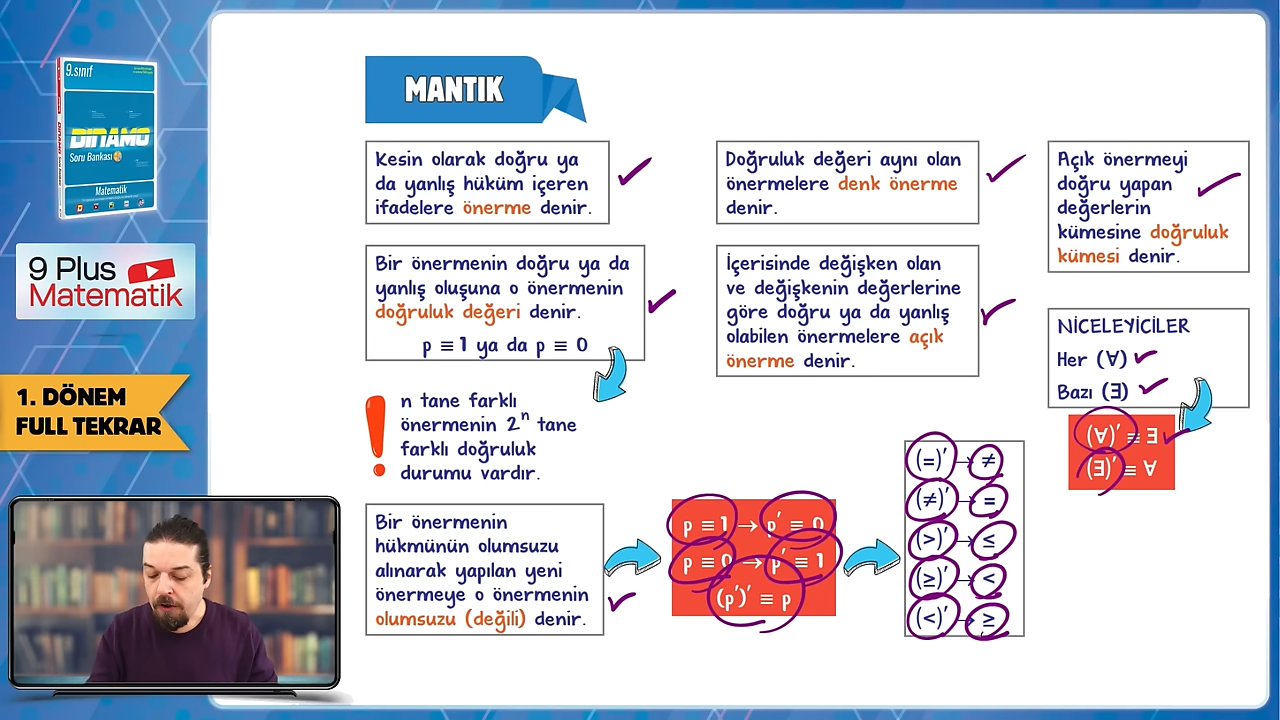 9.sınıf
DİNAMO
Soru Bankası
Matematik
9 Plus
Matematik
1. DÖNEM
FULL TEKRAR
MANTIK
Kesin olarak doğru ya
da yanlış hüküm içeren
ifadelere önerme denir.
Bir önermenin doğru ya da
yanlış oluşuna o önermenin
doğruluk değeri denir.
p ≡ 1 ya da p ≡ 0
n tane farklı
önermenin 2ⁿ tane
farklı doğruluk
durumu vardır.
Bir önermenin
hükmünün olumsuzu
alınarak yapılan yeni
önermeye o önermenin
olumsuzu (değili) denir.
p ≡ 1 → p′ ≡ 0
p ≡ 0 → p′ ≡ 1
(p′)′ ≡ p
Doğruluk değeri aynı olan
önermelere denk önerme
denir.
İçerisinde değişken olan
ve değişkenin değerlerine
göre doğru ya da yanlış
olabilen önermelere açık
önerme denir.
(=)′ → ≠
(≠)′ → =
(>)′ → ≤
(≥)′ → <
(<)′ → ≥
Açık önermeyi
doğru yapan
değerlerin
kümesine doğruluk
kümesi denir.
NİCELEYİCİLER
Her (∀)
Bazı (∃)
(∀)′ ≡ ∃
(∃)′ ≡ ∀